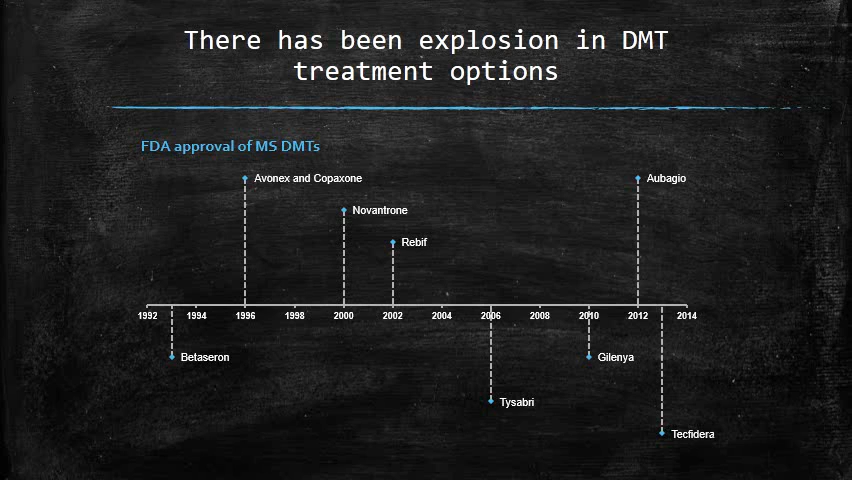 There has been explosion in DMT
treatment options
FDA approval of MS DMTs
Avonex and Copaxone
Aubagio
Novantrone
Rebif
1992 1994 1996 1998 2000 2002 2004 2006 2008 2010 2012 2014
Betaseron
Gilenya
Tysabri
Tecfidera